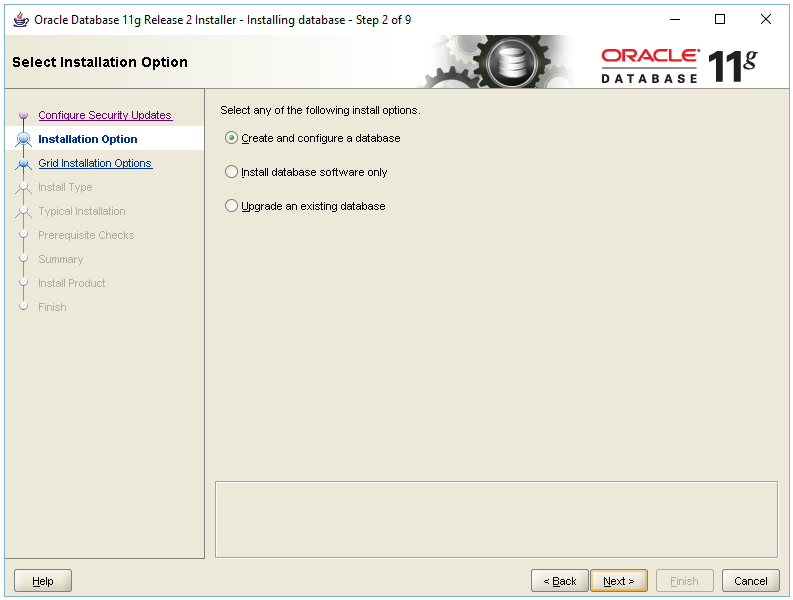 Oracle Database 11g Release 2 Installer - Installing database - Step 2 of 9
Select Installation Option
ORACLE
DATABASE
11g
Configure Security Updates
Installation Option
Grid Installation Options
Install Type
Typical Installation
Prerequisite Checks
Summary
Install Product
Finish
Select any of the following install options.
Create and configure a database
Install database software only
Upgrade an existing database
Help
< Back
Next >
Finish
Cancel